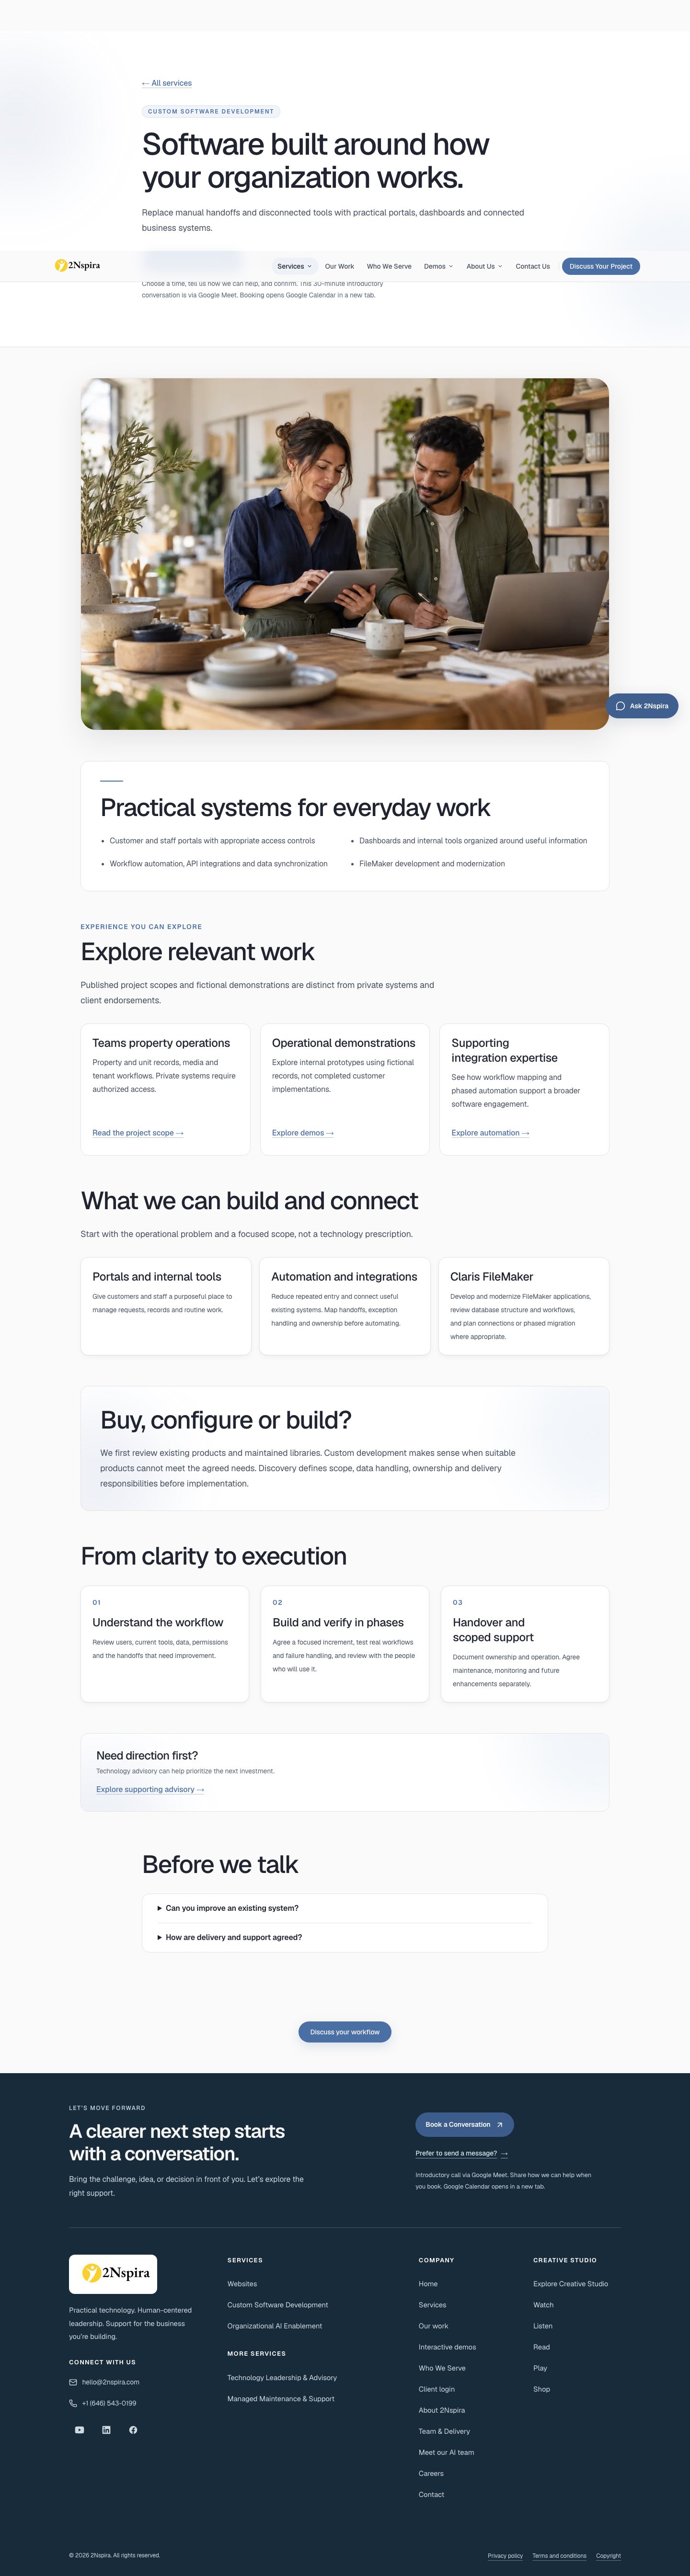 ← All services
CUSTOM SOFTWARE DEVELOPMENT
Software built around how
your organization works.
Replace manual handoffs and disconnected tools with practical portals, dashboards and connected
business systems.
2Nspira
Services
Our Work
Who We Serve
Demos
About Us
Contact Us
Discuss Your Project
Choose a time, tell us how we can help, and confirm. This 30-minute introductory
conversation is via Google Meet. Booking opens Google Calendar in a new tab.
Ask 2Nspira
Practical systems for everyday work
• Customer and staff portals with appropriate access controls
• Dashboards and internal tools organized around useful information
• Workflow automation, API integrations and data synchronization
• FileMaker development and modernization
EXPERIENCE YOU CAN EXPLORE
Explore relevant work
Published project scopes and fictional demonstrations are distinct from private systems and
client endorsements.
Teams property operations
Property and unit records, media and
tenant workflows. Private systems require
authorized access.
Read the project scope →
Operational demonstrations
Explore internal prototypes using fictional
records, not completed customer
implementations.
Explore demos →
Supporting
integration expertise
See how workflow mapping and
phased automation support a broader
software engagement.
Explore automation →
What we can build and connect
Start with the operational problem and a focused scope, not a technology prescription.
Portals and internal tools
Give customers and staff a purposeful place to
manage requests, records and routine work.
Automation and integrations
Reduce repeated entry and connect useful
existing systems. Map handoffs, exception
handling and ownership before automating.
Claris FileMaker
Develop and modernize FileMaker applications,
review database structure and workflows,
and plan connections or phased migration
where appropriate.
Buy, configure or build?
We first review existing products and maintained libraries. Custom development makes sense when suitable
products cannot meet the agreed needs. Discovery defines scope, data handling, ownership and delivery
responsibilities before implementation.
From clarity to execution
01
Understand the workflow
Review users, current tools, data, permissions
and the handoffs that need improvement.
02
Build and verify in phases
Agree a focused increment, test real workflows
and failure handling, and review with the people
who will use it.
03
Handover and
scoped support
Document ownership and operation. Agree
maintenance, monitoring and future
enhancements separately.
Need direction first?
Technology advisory can help prioritize the next investment.
Explore supporting advisory →
Before we talk
Can you improve an existing system?
How are delivery and support agreed?
Discuss your workflow
LET'S MOVE FORWARD
A clearer next step starts
with a conversation.
Bring the challenge, idea, or decision in front of you. Let's explore the
right support.
Book a Conversation ↗
Prefer to send a message? →
Introductory call via Google Meet. Share how we can help when
you book. Google Calendar opens in a new tab.
2Nspira
Practical technology. Human-centered
leadership. Support for the business
you're building.
CONNECT WITH US
hello@2nspira.com
+1 (646) 543-0199
SERVICES
Websites
Custom Software Development
Organizational AI Enablement
MORE SERVICES
Technology Leadership & Advisory
Managed Maintenance & Support
COMPANY
Home
Services
Our work
Interactive demos
Who We Serve
Client login
About 2Nspira
Team & Delivery
Meet our AI team
Careers
Contact
CREATIVE STUDIO
Explore Creative Studio
Watch
Listen
Read
Play
Shop
© 2026 2Nspira. All rights reserved.
Privacy policy
Terms and conditions
Copyright